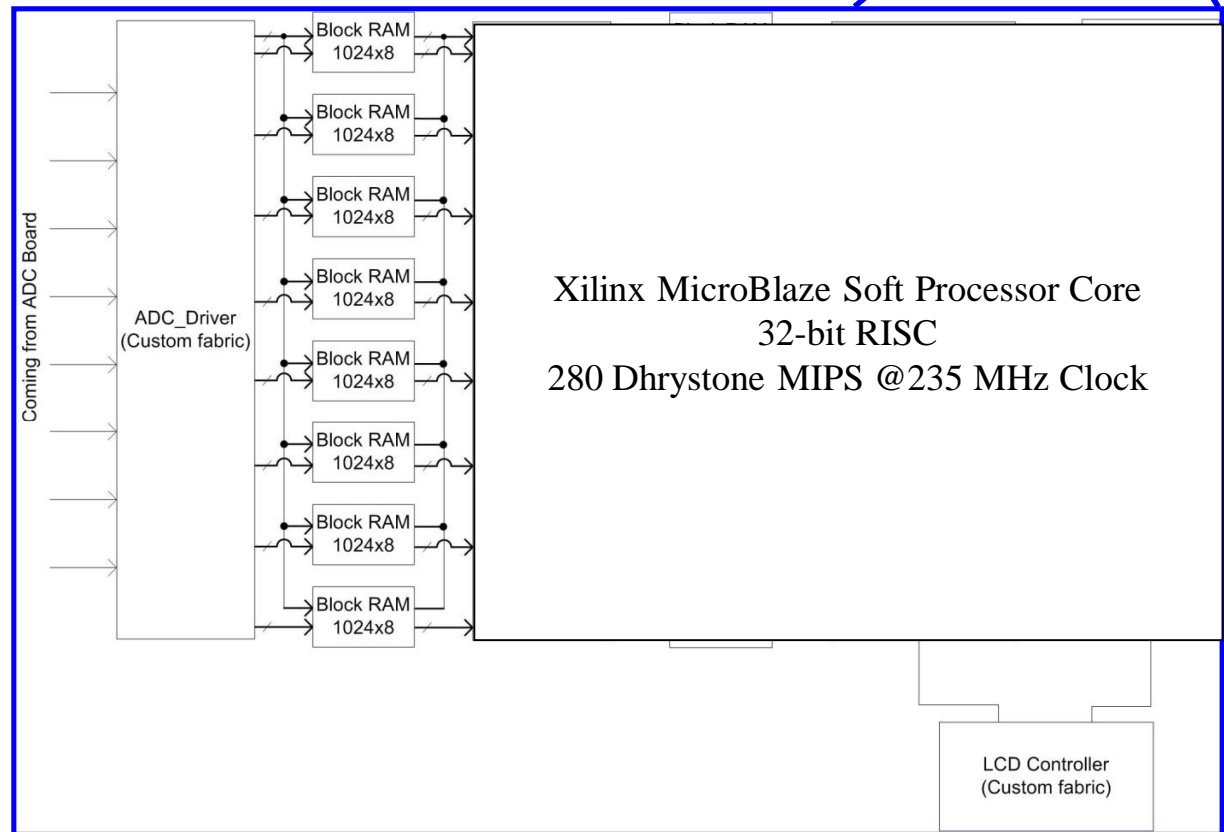 Coming from ADC Board
ADC_Driver
(Custom fabric)
Block RAM
1024x8
Block RAM
1024x8
Block RAM
1024x8
Block RAM
1024x8
Block RAM
1024x8
Block RAM
1024x8
Block RAM
1024x8
Block RAM
1024x8
Xilinx MicroBlaze Soft Processor Core
32-bit RISC
280 Dhrystone MIPS @235 MHz Clock
LCD Controller
(Custom fabric)